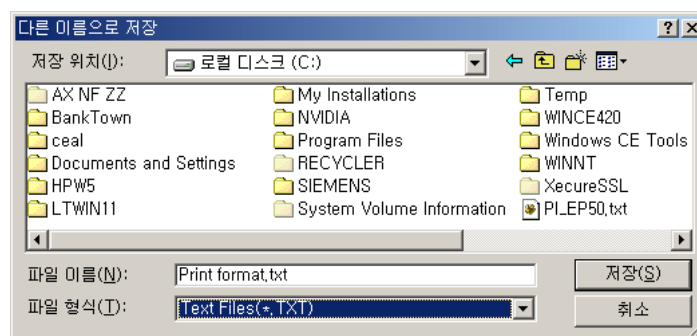 다른 이름으로 저장
저장 위치(I): 로컬 디스크 (C:)
AX NF ZZ My Installations Temp
BankTown NVIDIA WINCE420
ceal Program Files Windows CE Tools
Documents and Settings RECYCLER WINNT
HPW5 SIEMENS XecureSSL
LTWIN11 System Volume Information PI_EP50,txt
파일 이름(N): Print format,txt 저장(S)
파일 형식(T): Text Files(*,TXT) 취소